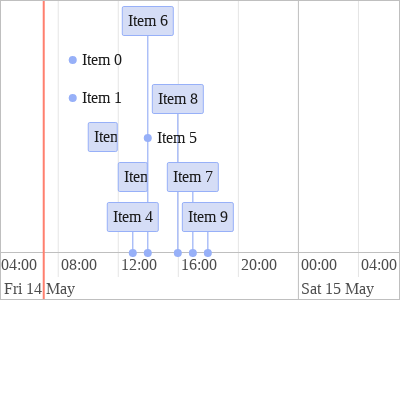 Item 6
Item 0
Item 1
Item 8
Item 5
Item 7
Item 4
Item 9
04:00 08:00 12:00 16:00 20:00 00:00 04:00
Fri 14 May Sat 15 May